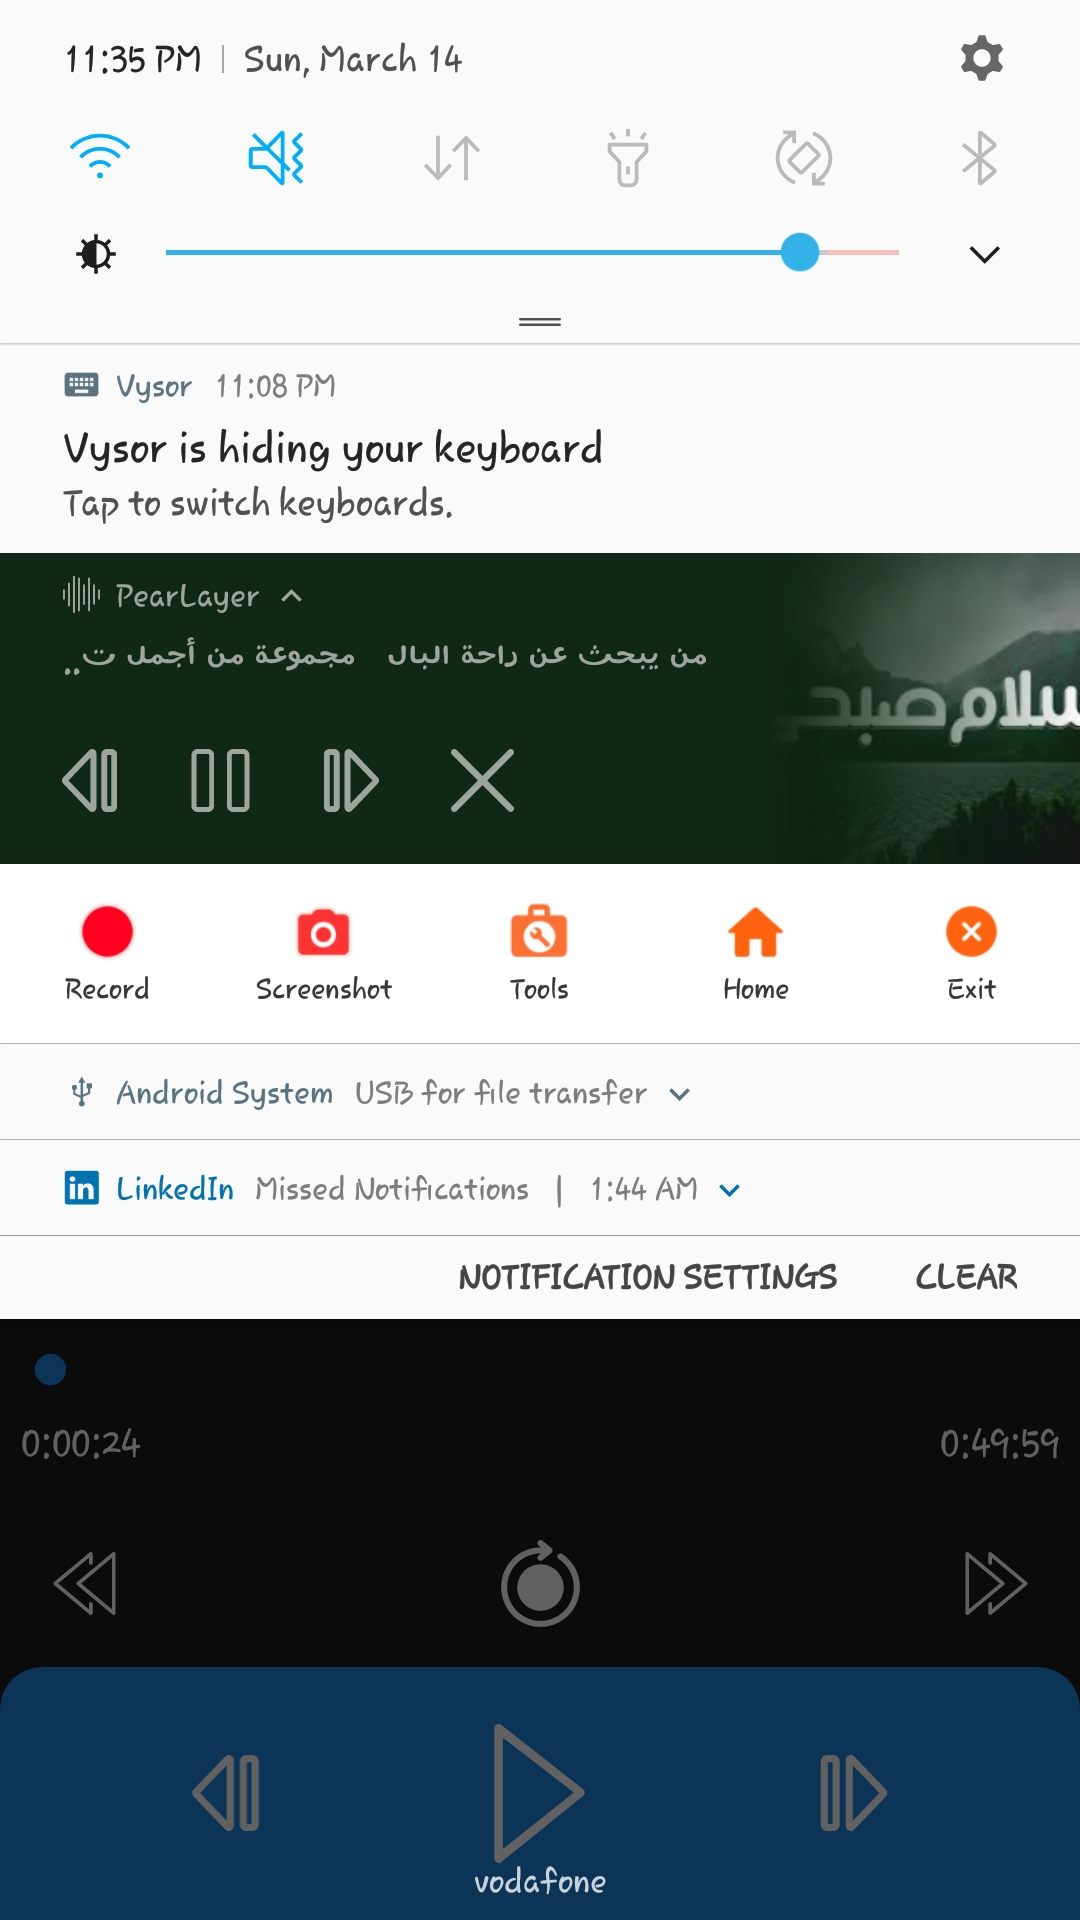 11:35 PM | Sun, March 14
Vysor 11:08 PM
Vysor is hiding your keyboard
Tap to switch keyboards.
PearLayer
من يبحث عن راحة البال   مجموعة من أجمل ت..
سلام صبحي
Record Screenshot Tools Home Exit
Android System USB for file transfer
in LinkedIn Missed Notifications | 1:44 AM
NOTIFICATION SETTINGS CLEAR
0:00:24 0:49:59
vodafone